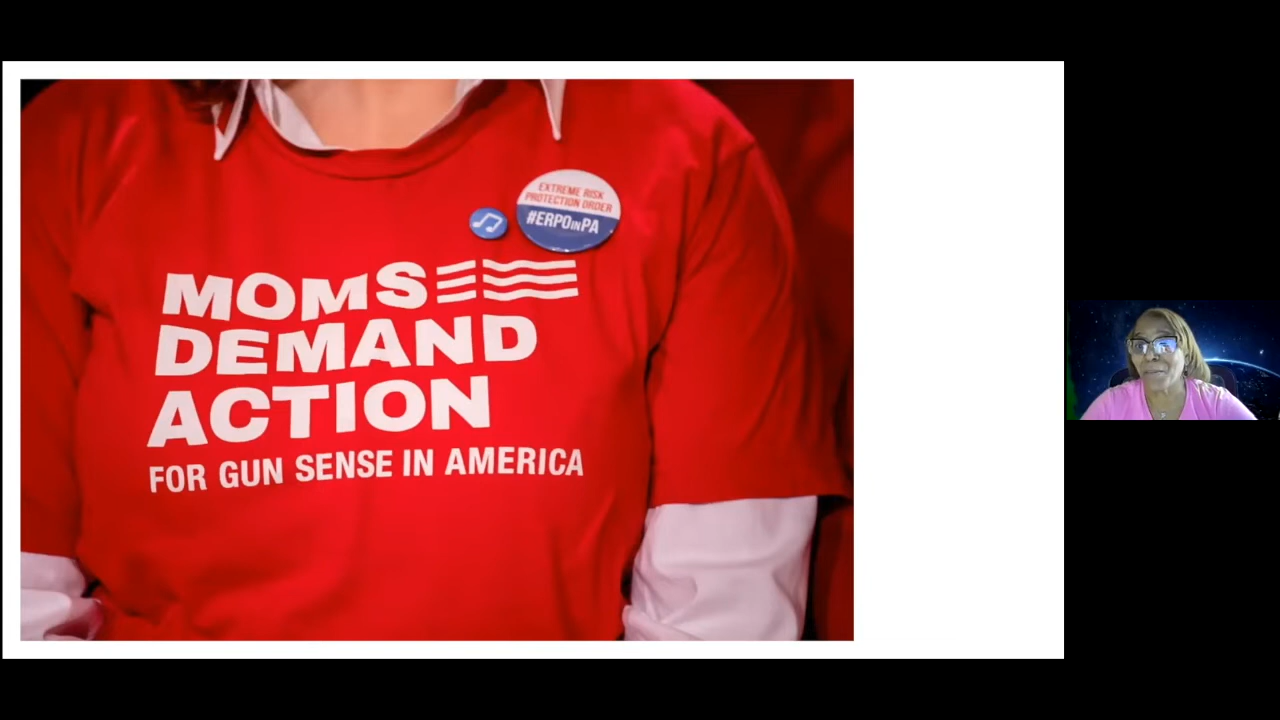 EXTREME RISK
PROTECTION ORDER
#ERPOINPA
MOMS
DEMAND
ACTION
FOR GUN SENSE IN AMERICA